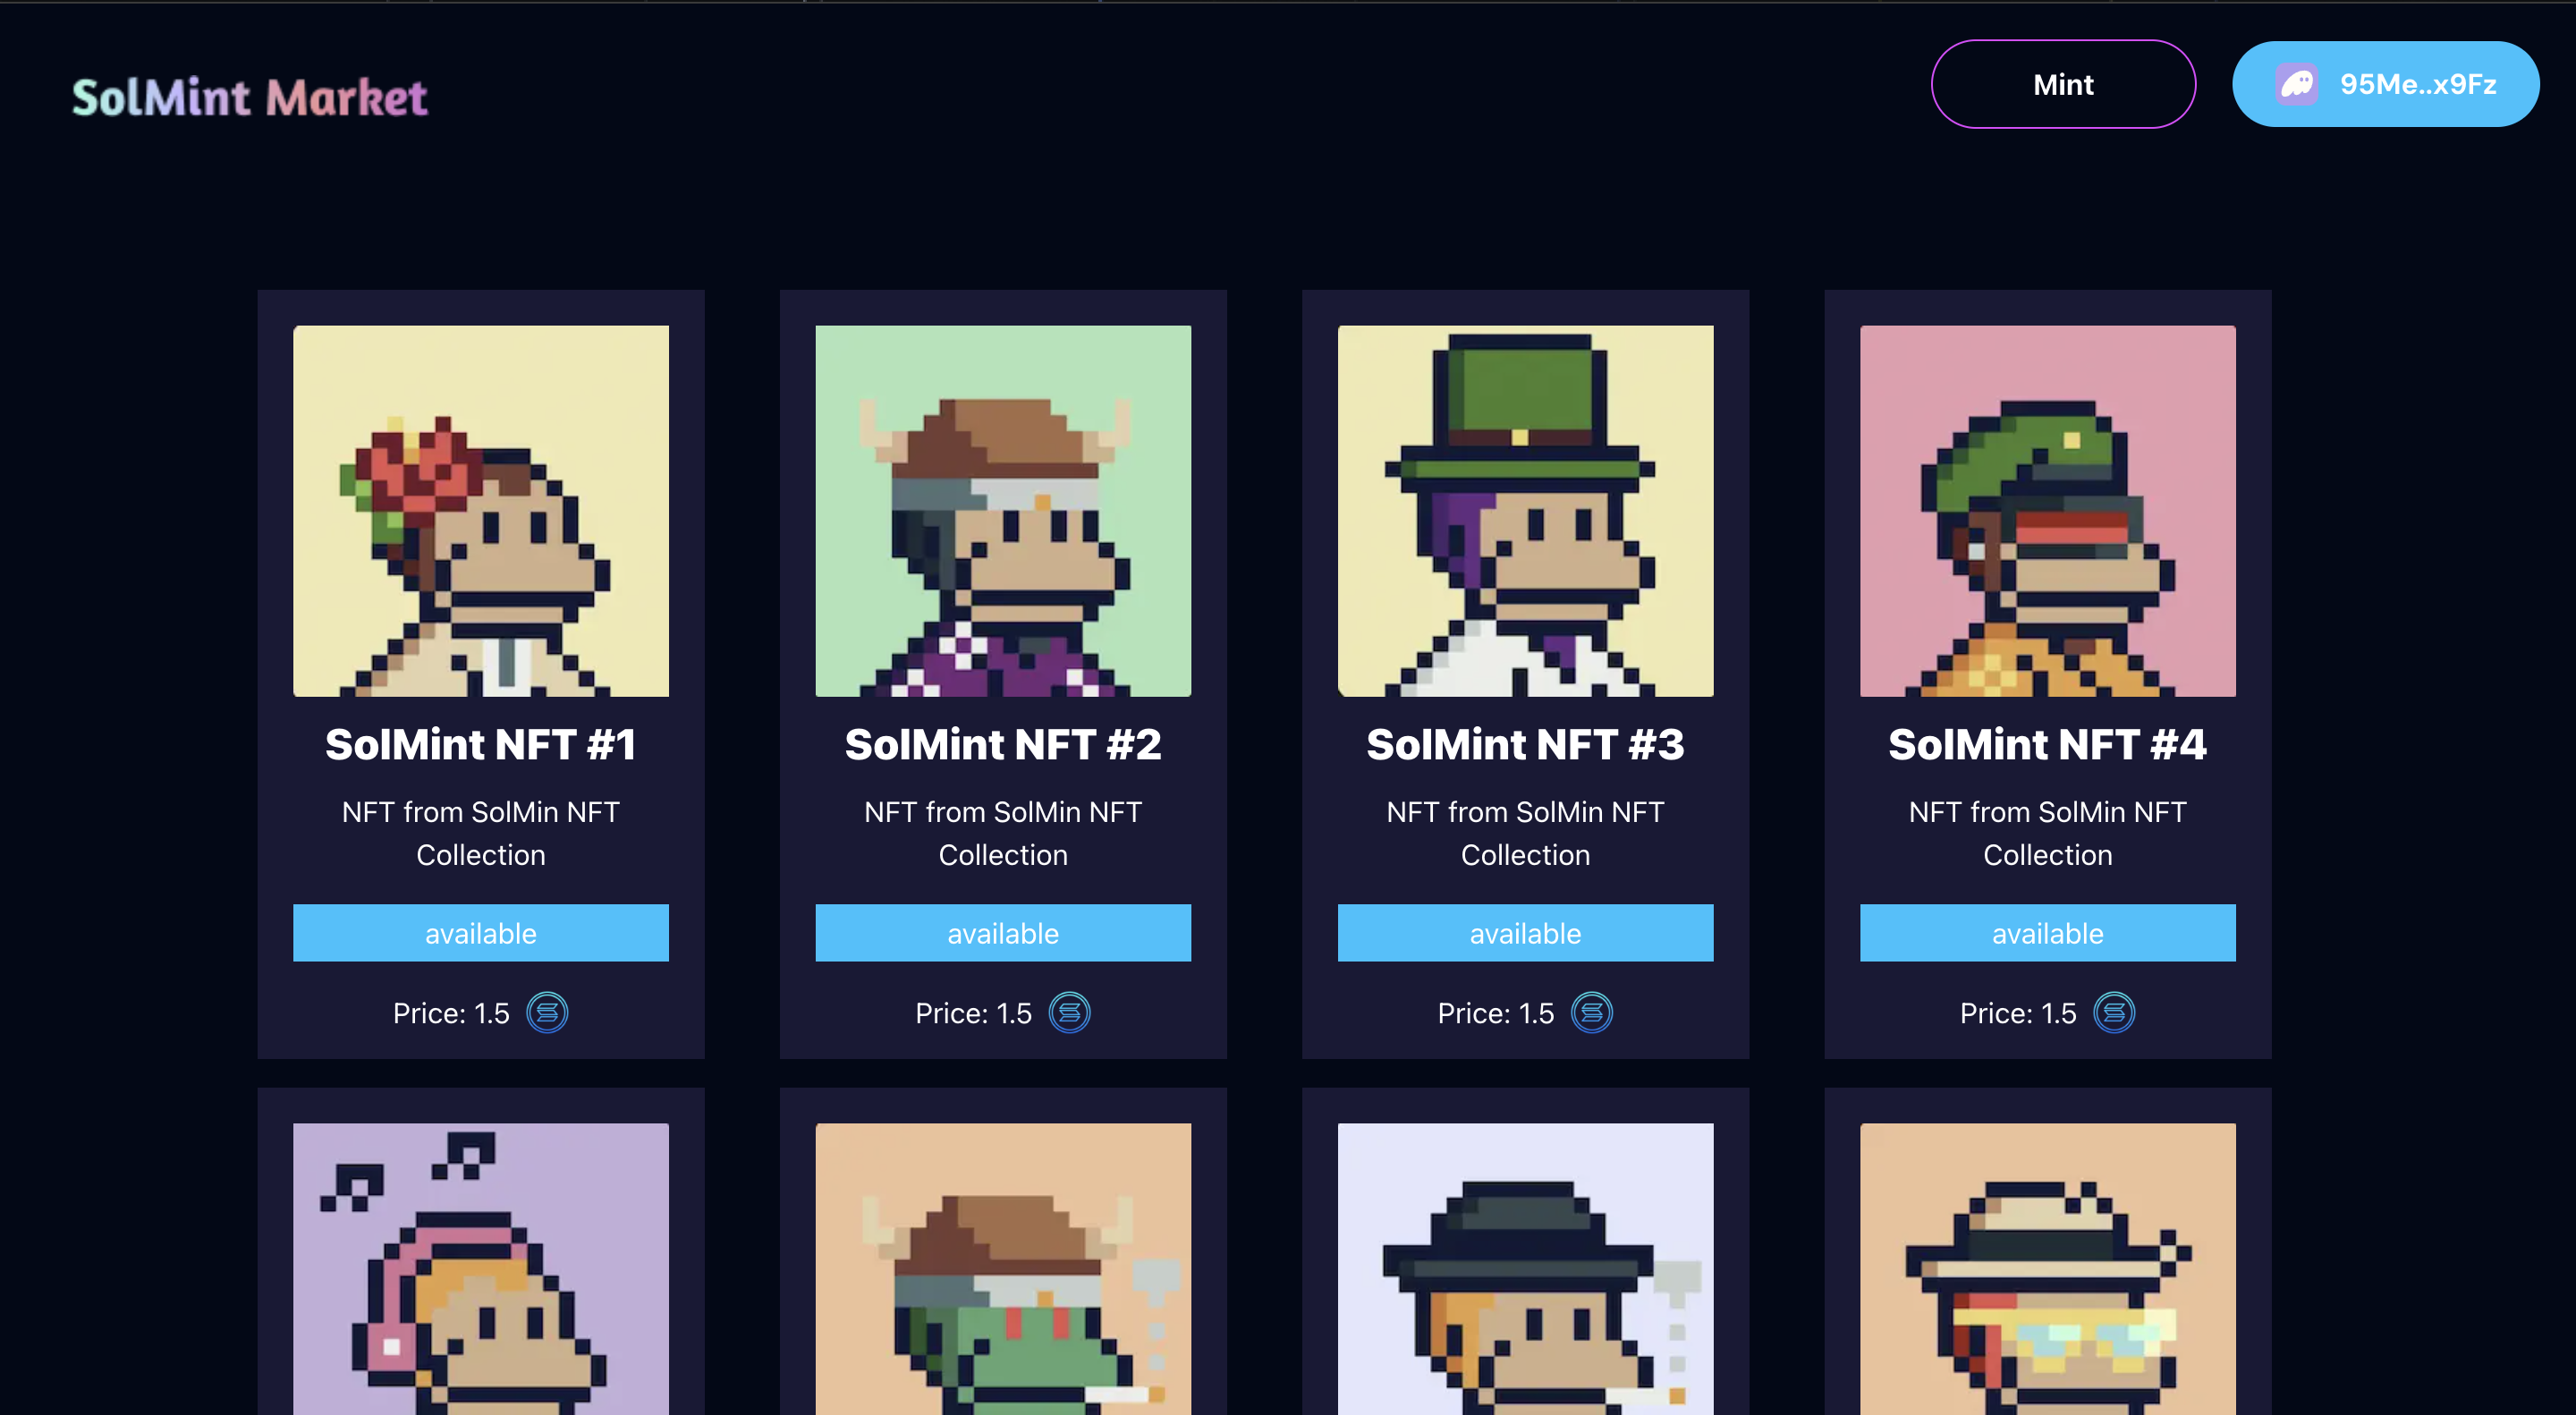 SolMint Market
Mint
95Me..x9Fz
SolMint NFT #1
NFT from SolMin NFT
Collection
available
Price: 1.5
SolMint NFT #2
NFT from SolMin NFT
Collection
available
Price: 1.5
SolMint NFT #3
NFT from SolMin NFT
Collection
available
Price: 1.5
SolMint NFT #4
NFT from SolMin NFT
Collection
available
Price: 1.5